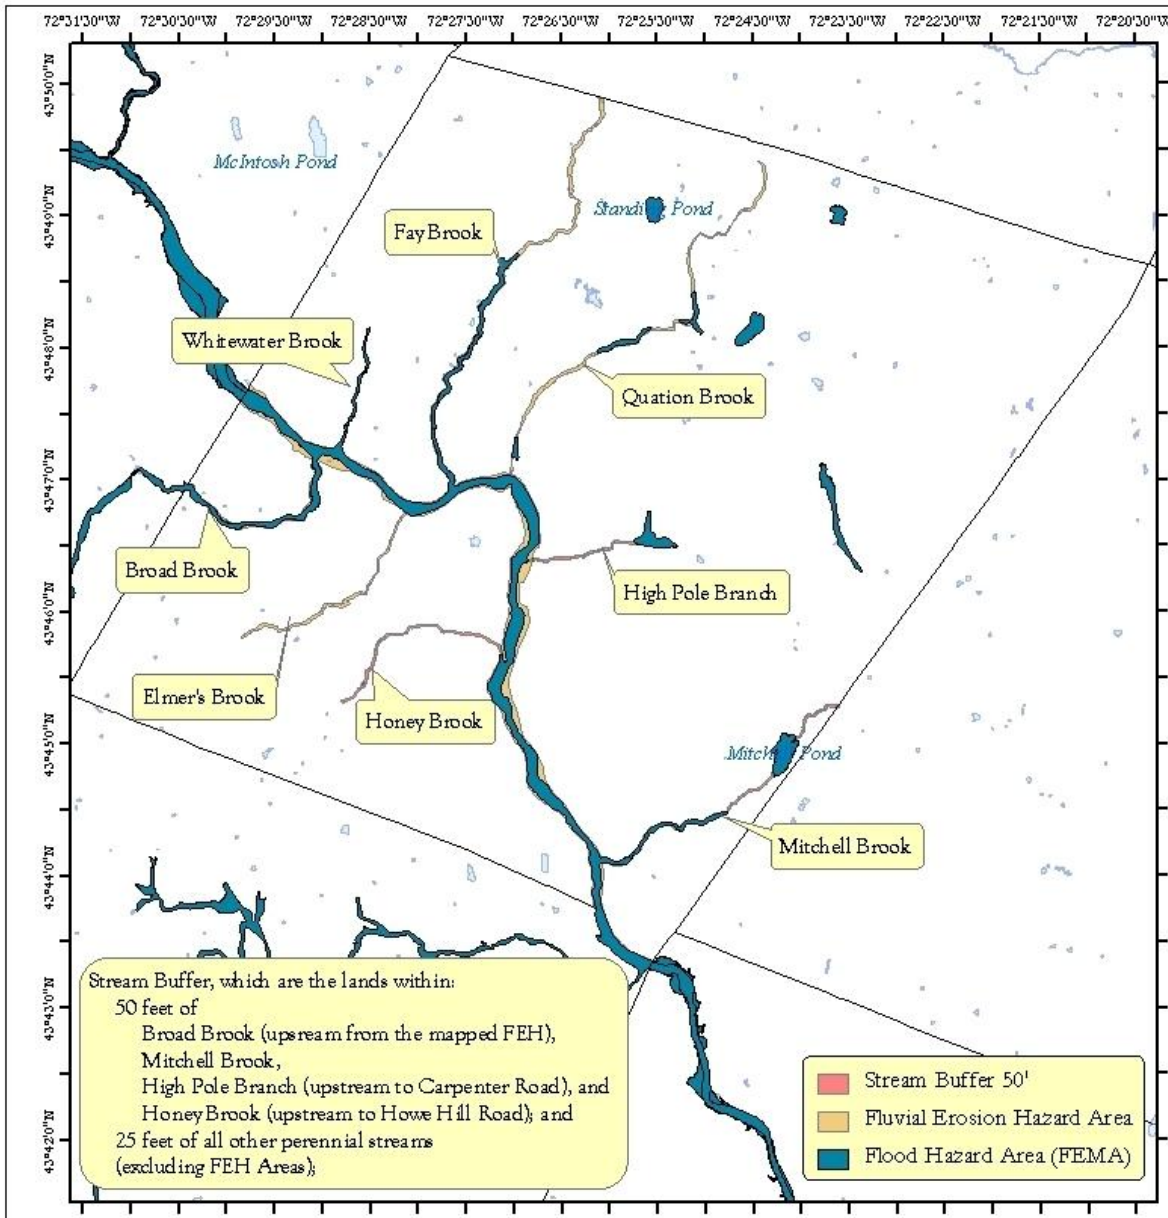 72°31'30"W 72°30'30"W 72°29'30"W 72°28'30"W 72°27'30"W 72°26'30"W 72°25'30"W 72°24'30"W 72°23'30"W 72°22'30"W 72°21'30"W 72°20'30"W
43°50'0"N
43°49'0"N
43°48'0"N
43°47'0"N
43°46'0"N
43°45'0"N
43°44'0"N
43°43'0"N
43°42'0"N
McIntosh Pond
Pond
Fay Brook
Whitewater Brook
Quation Brook
Broad Brook
High Pole Branch
Elmer's Brook
Honey Brook
Pond
Mitchell Brook
Stream Buffer, which are the lands within:
50 feet of
Broad Brook (upsream from the mapped FEH),
Mitchell Brook,
High Pole Branch (upstream to Carpenter Road), and
Honey Brook (upstream to Howe Hill Road); and
25 feet of all other perennial streams
(excluding FEH Areas);
Stream Buffer 50'
Fluvial Erosion Hazard Area
Flood Hazard Area (FEMA)